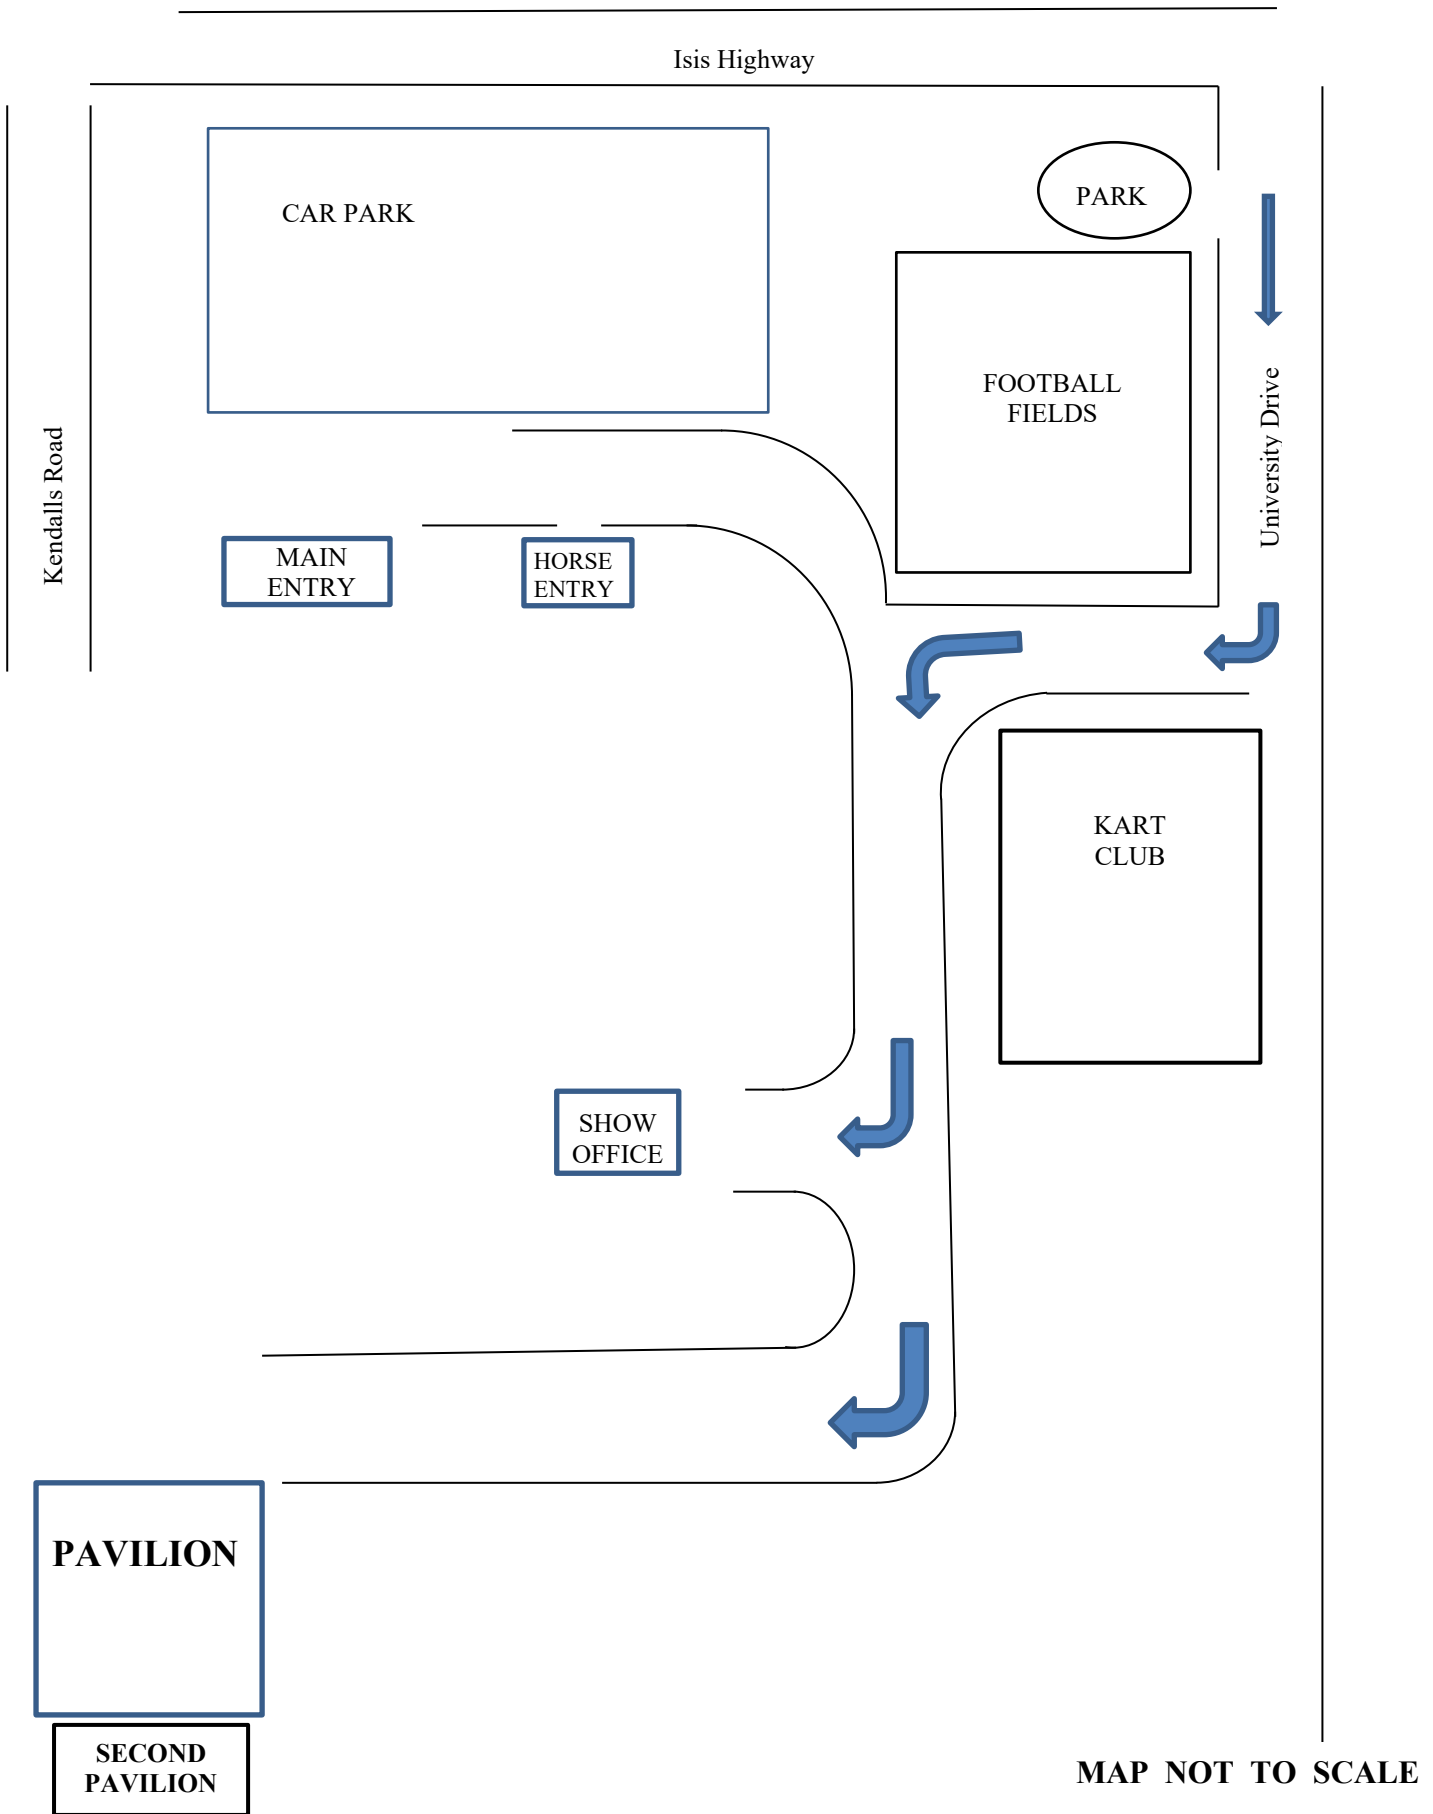 Isis Highway
CAR PARK
PARK
FOOTBALL
FIELDS
University Drive
Kendalls Road
MAIN
ENTRY
HORSE
ENTRY
KART
CLUB
SHOW
OFFICE
PAVILION
SECOND
PAVILION
MAP NOT TO SCALE